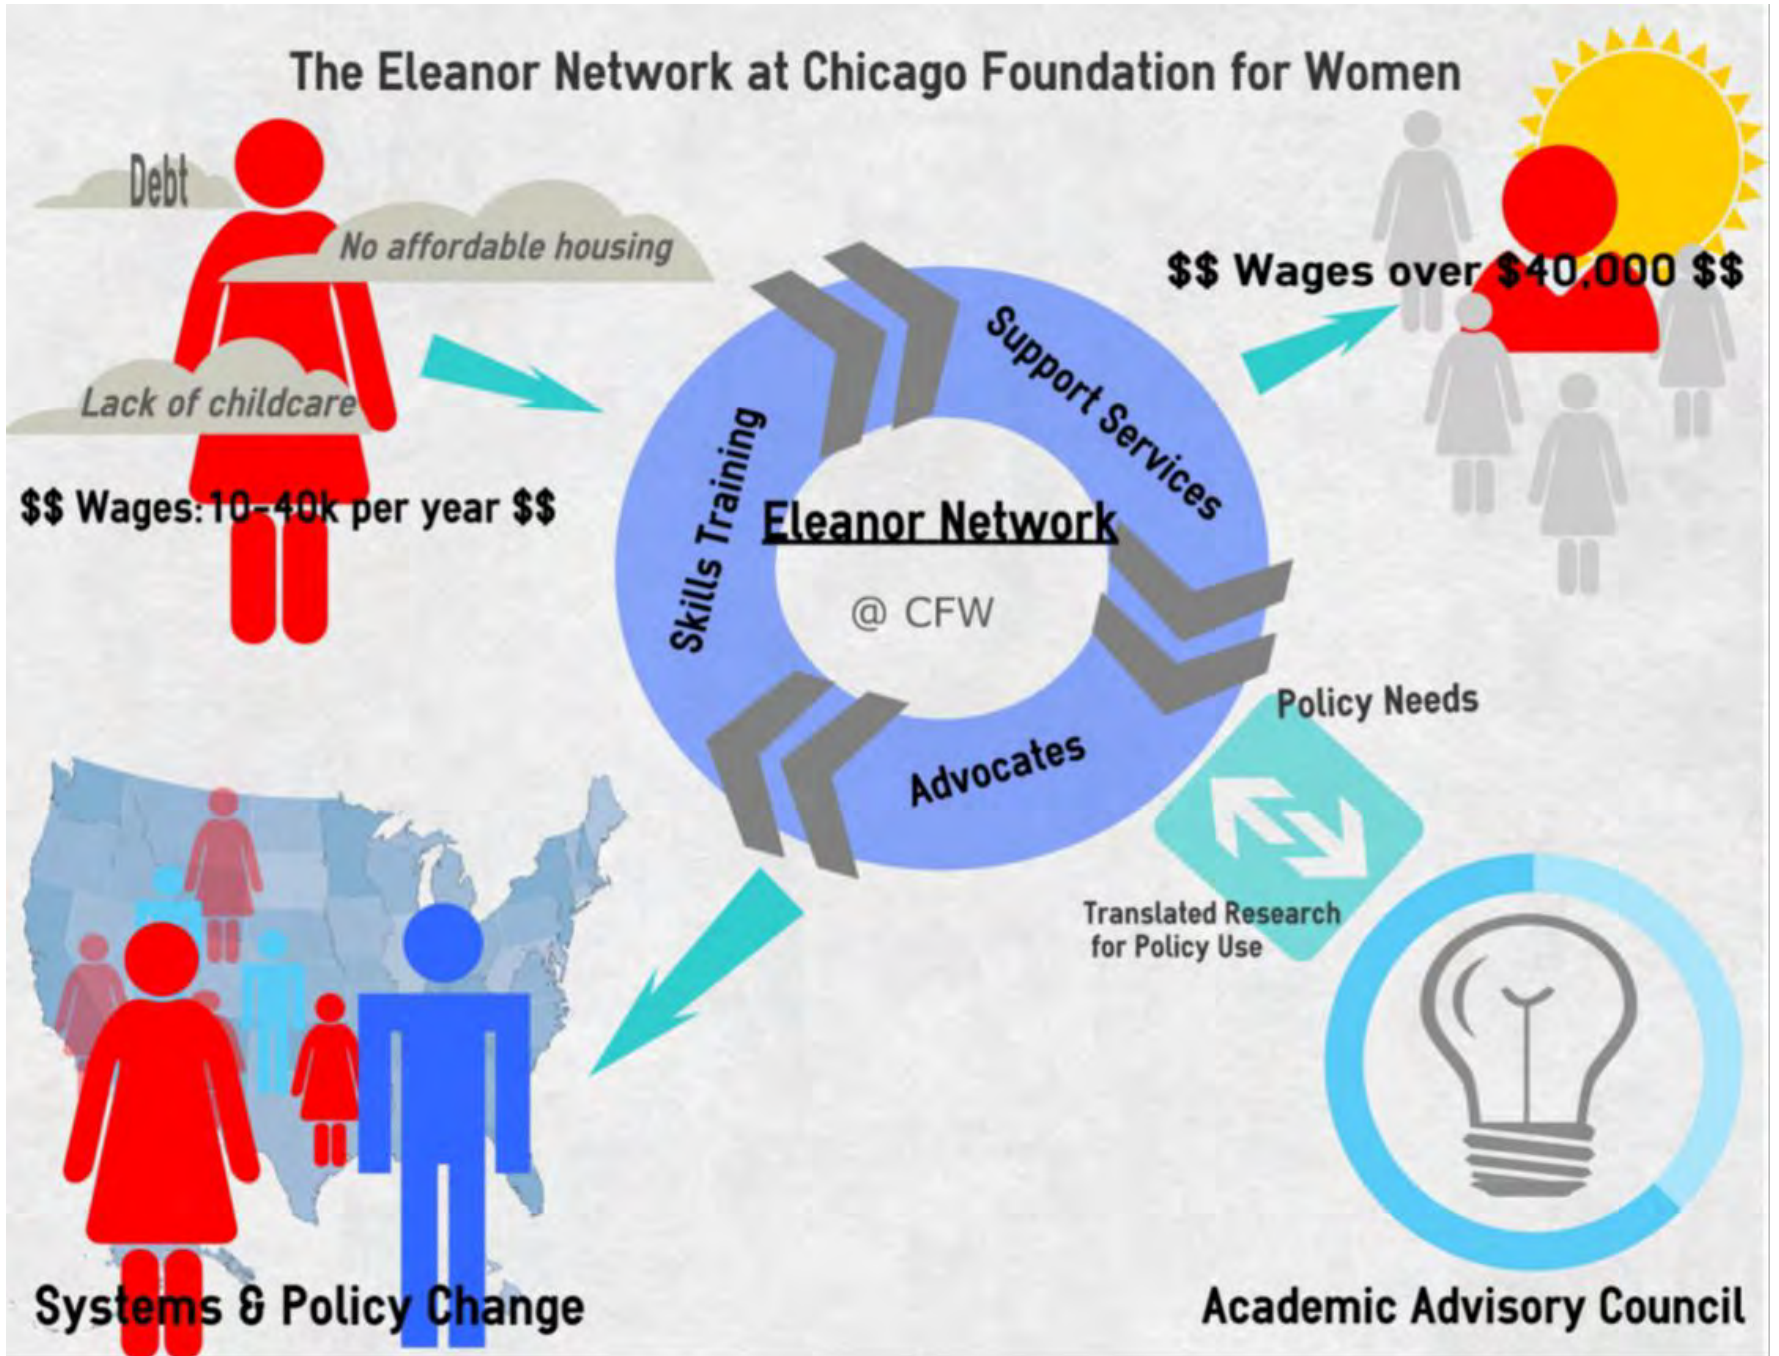 The Eleanor Network at Chicago Foundation for Women
Debt
No affordable housing
Lack of childcare
$$ Wages: 10-40k per year $$
$$ Wages over $40,000 $$
Skills Training
Support Services
Advocates
Eleanor Network
@ CFW
Policy Needs
Translated Research
for Policy Use
Systems & Policy Change
Academic Advisory Council